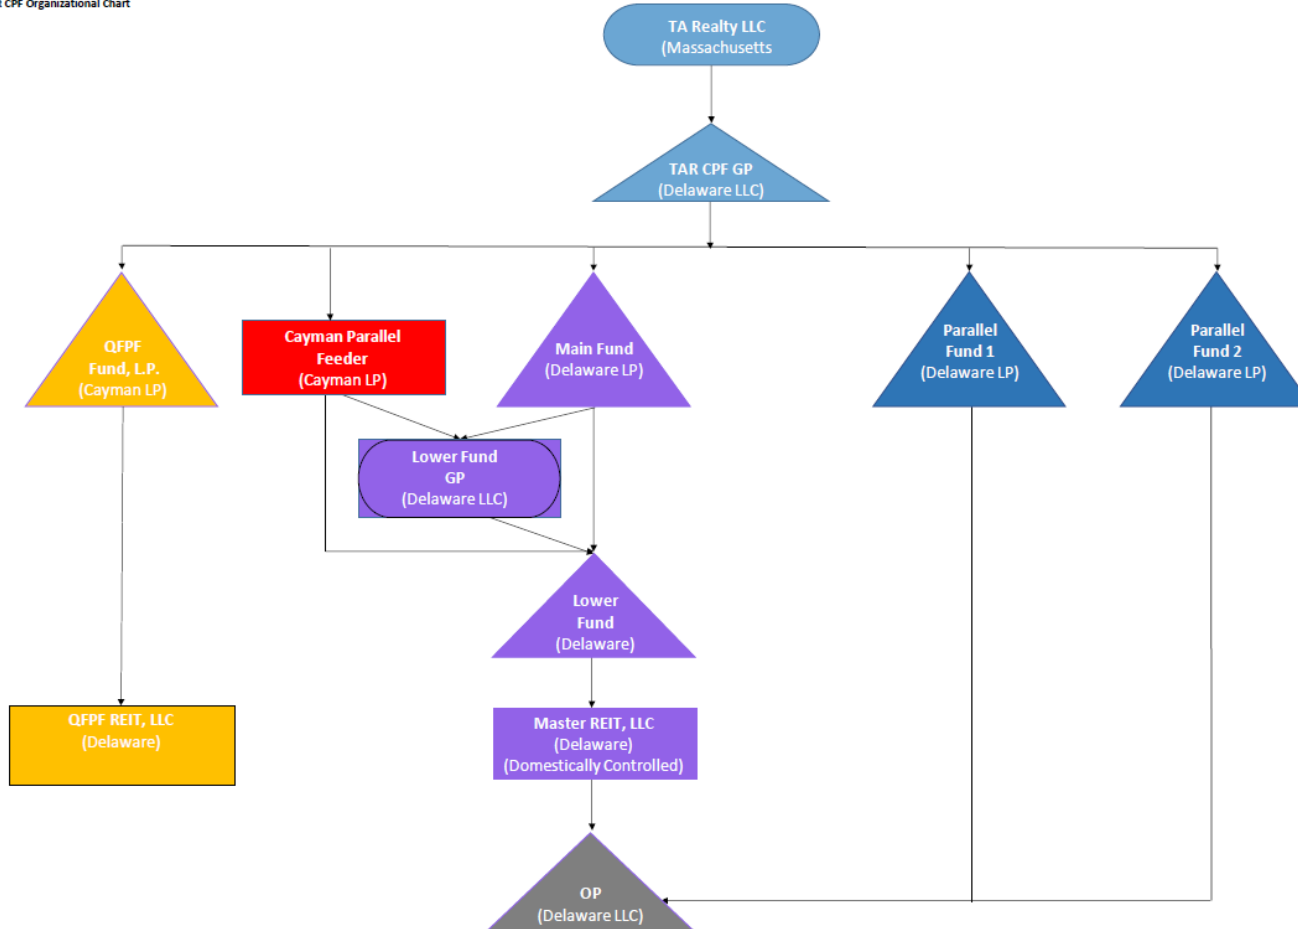 CPF Organizational Chart
TA Realty LLC
(Massachusetts
TAR CPF GP
(Delaware LLC)
QFPF
Fund, L.P.
(Cayman LP)
Cayman Parallel
Feeder
(Cayman LP)
Main Fund
(Delaware LP)
Parallel
Fund 1
(Delaware LP)
Parallel
Fund 2
(Delaware LP)
Lower Fund
GP
(Delaware LLC)
Lower
Fund
(Delaware)
QFPF REIT, LLC
(Delaware)
Master REIT, LLC
(Delaware)
(Domestically Controlled)
OP
(Delaware LLC)